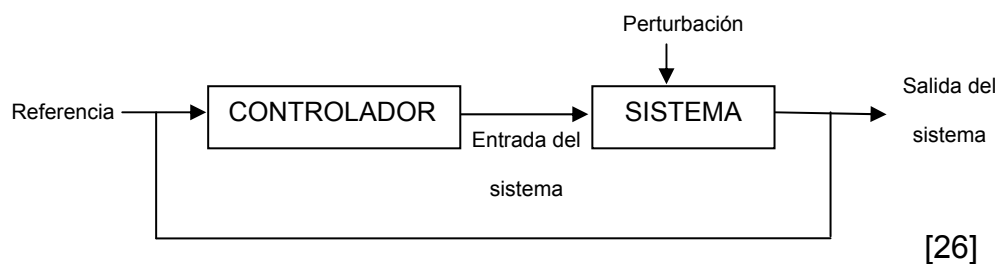 Perturbación
Referencia
CONTROLADOR
Entrada del
sistema
SISTEMA
Salida del
sistema
[26]